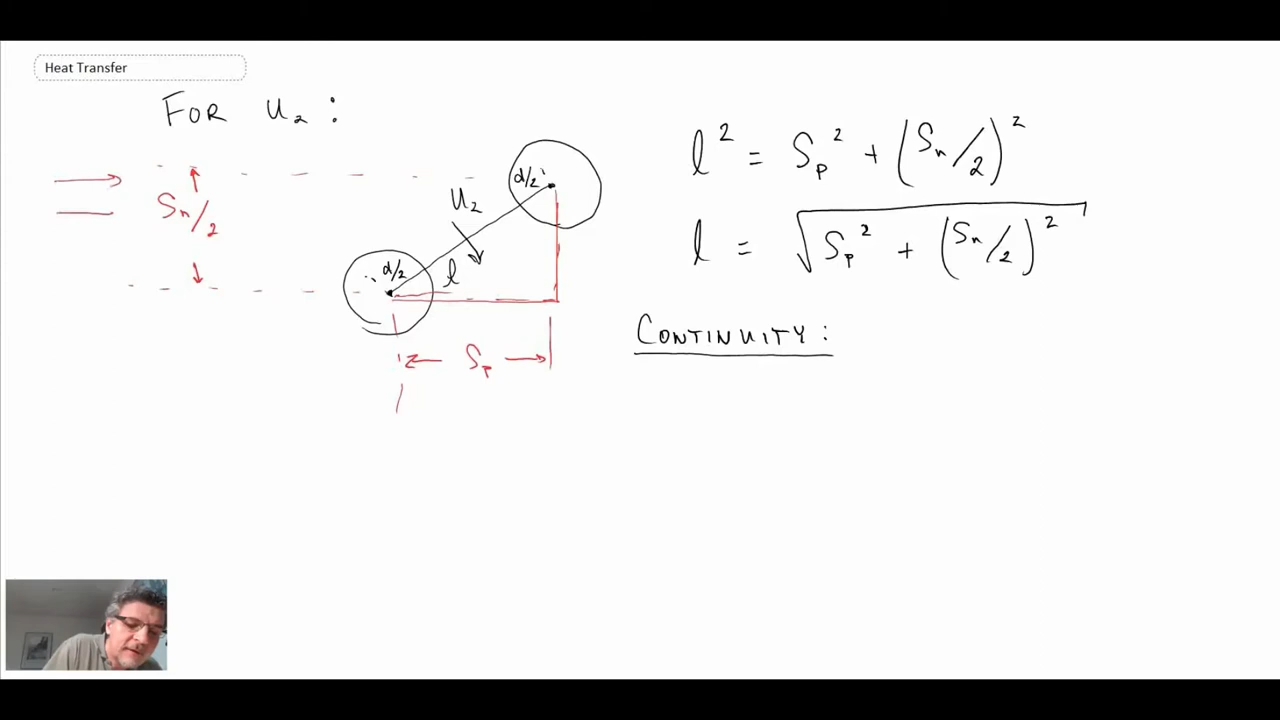 Heat Transfer
FOR u₂ :
l² = Sₚ² + (Sₙ/2)²
l = √Sₚ² + (Sₙ/2)²
CONTINUITY :
Sₙ/2
d/2
u₂
d/2
l
Sₚ